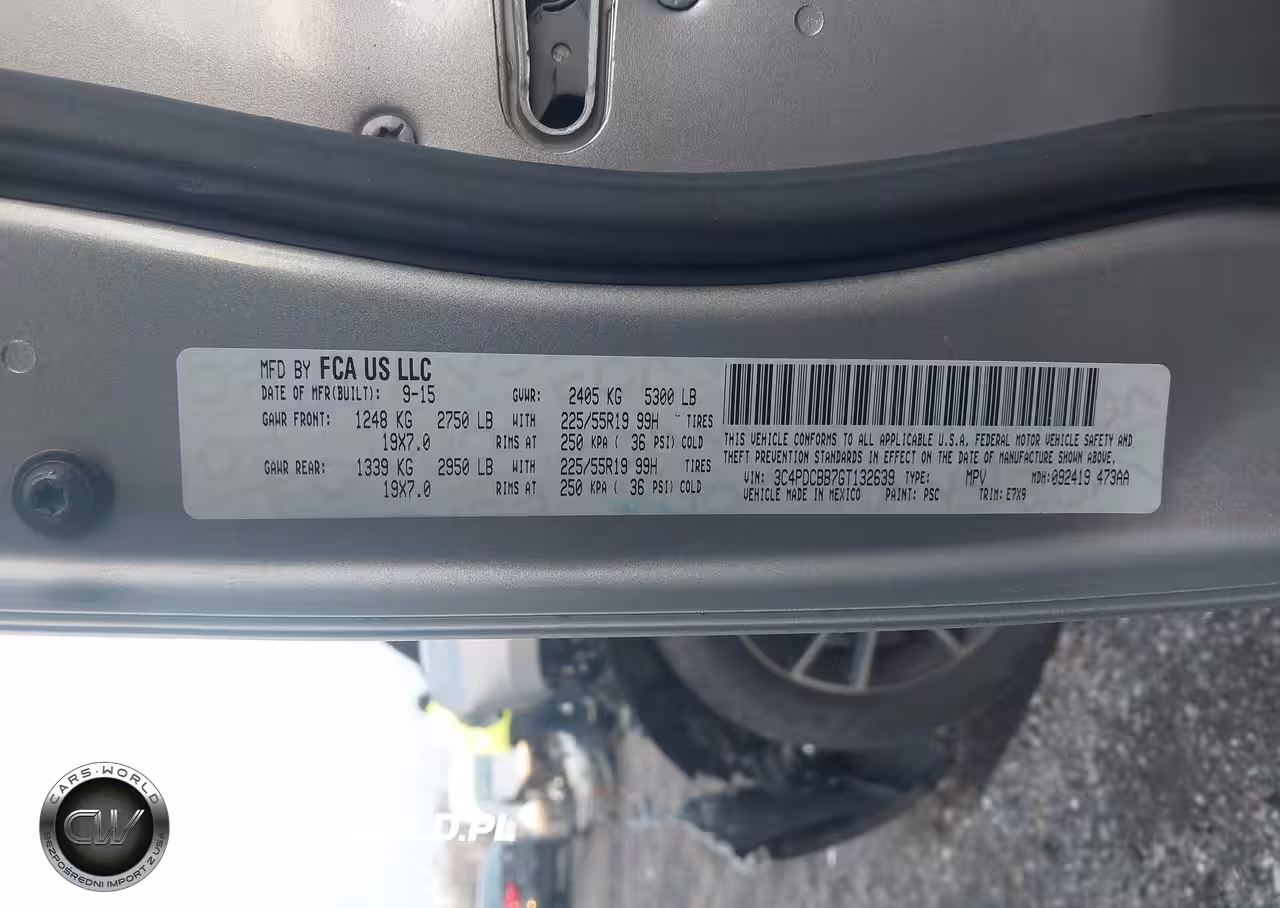 MFD BY FCA US LLC
DATE OF MFR(BUILT): 9-15 GVWR: 2405 KG 5300 LB
GAWR FRONT: 1248 KG 2750 LB WITH 225/55R19 99H TIRES
19X7.0 RIMS AT 250 KPA ( 36 PSI) COLD
GAWR REAR: 1339 KG 2950 LB WITH 225/55R19 99H TIRES
19X7.0 RIMS AT 250 KPA ( 36 PSI) COLD
THIS VEHICLE CONFORMS TO ALL APPLICABLE U.S.A. FEDERAL MOTOR VEHICLE SAFETY AND
THEFT PREVENTION STANDARDS IN EFFECT ON THE DATE OF MANUFACTURE SHOWN ABOVE.
VIN: 3C4PDCBB7GT132639 TYPE: MPV MDH:092419 473AA
VEHICLE MADE IN MEXICO PAINT: PSC TRIM: E7X9
CARS-WORLD
CW
BEZPOŚREDNI IMPORT Z USA
D.PL